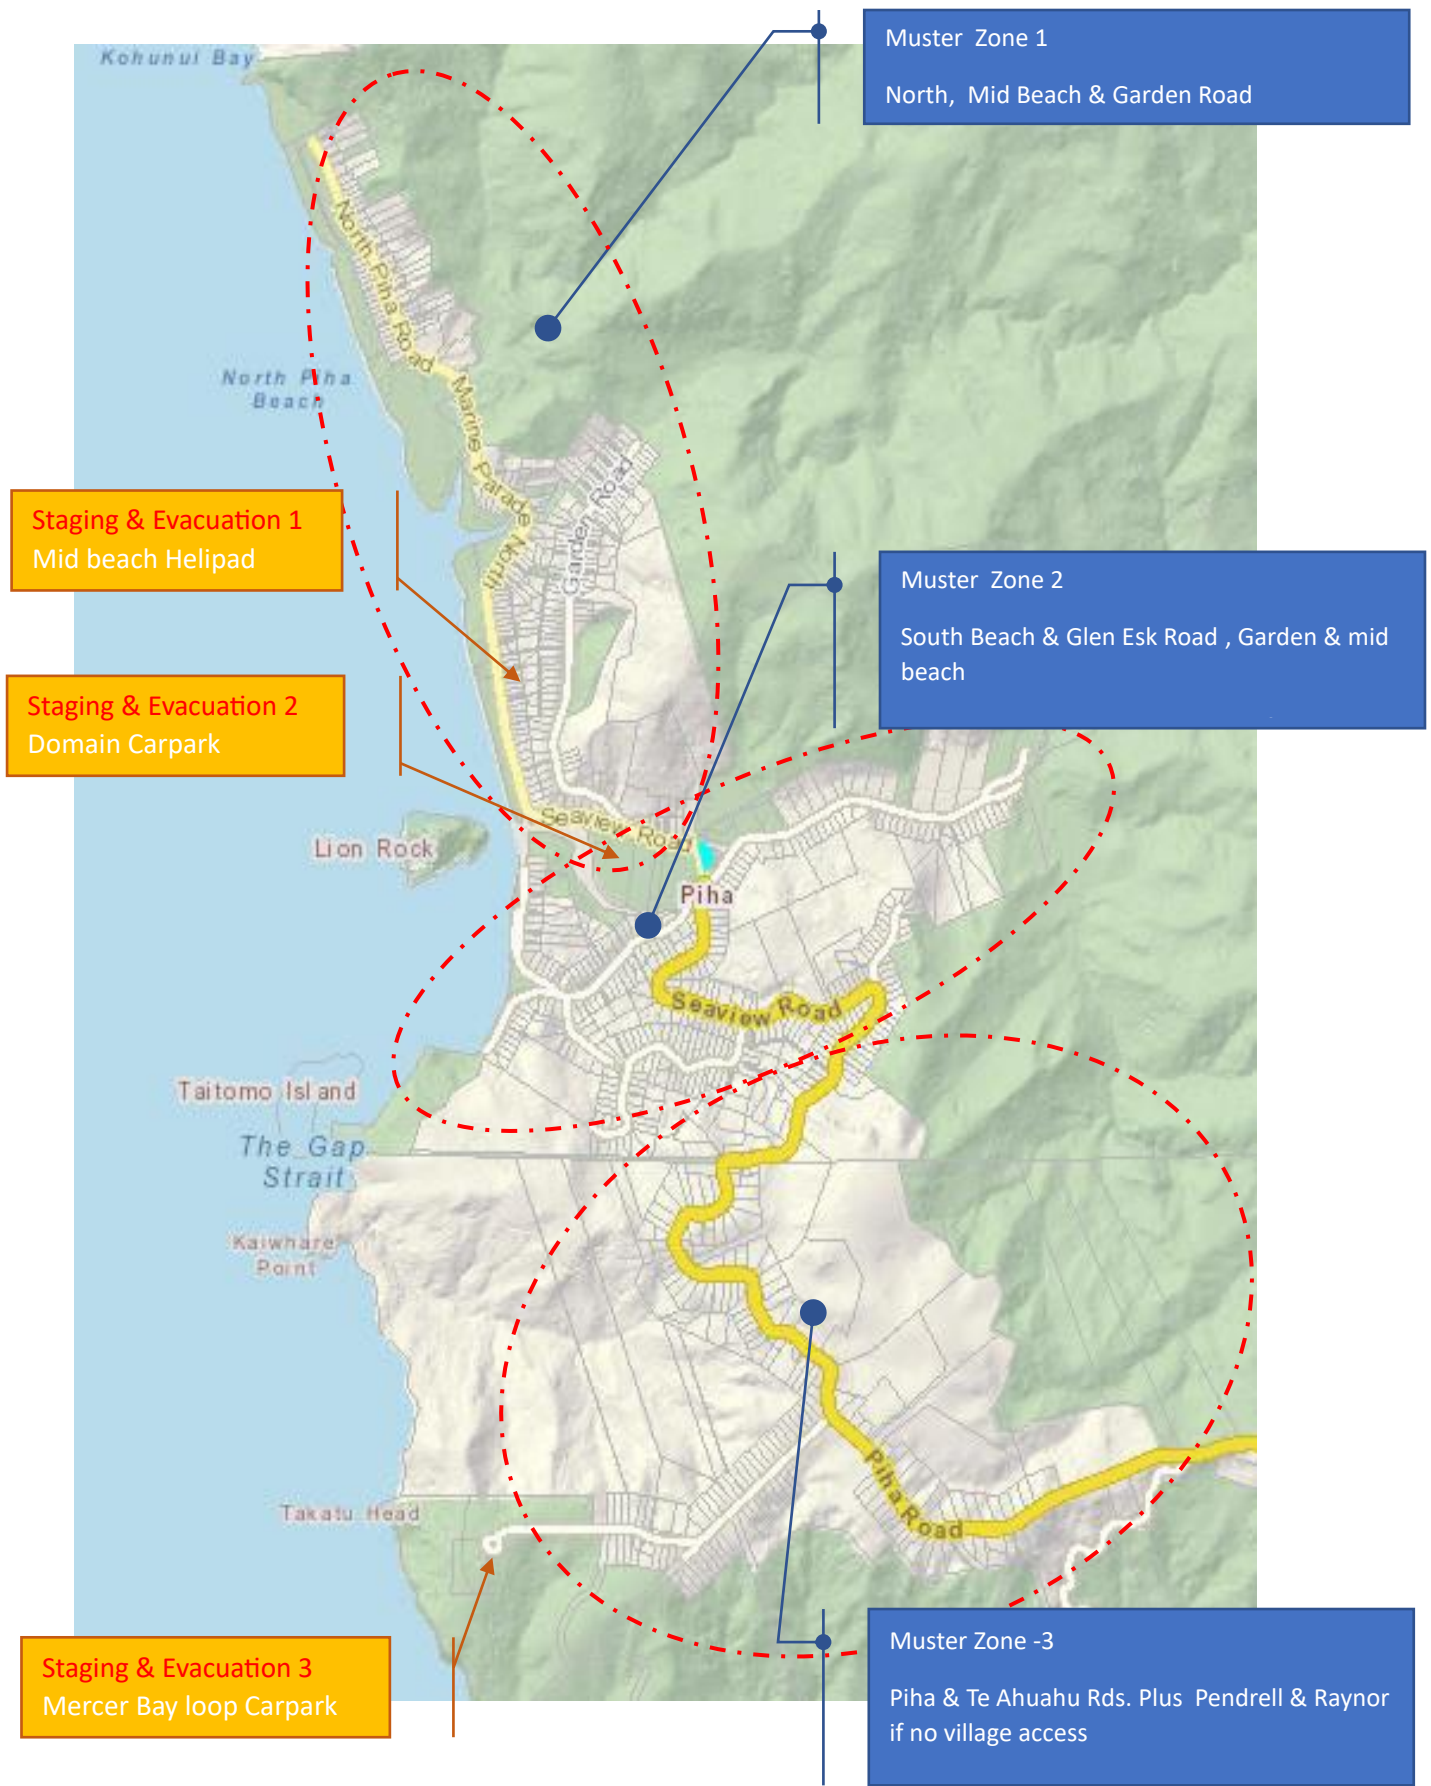 Muster Zone 1
North, Mid Beach & Garden Road
Kohunui Bay
North Piha Road
North Piha
Beach
Marine Parade North
Garden Road
Staging & Evacuation 1
Mid beach Helipad
Muster Zone 2
South Beach & Glen Esk Road , Garden & mid
beach
Staging & Evacuation 2
Domain Carpark
Seaview Road
Lion Rock
Piha
Seaview Road
Taitomo Island
The Gap
Strait
Kaiwhare
Point
Piha Road
Takatu Head
Staging & Evacuation 3
Mercer Bay loop Carpark
Muster Zone -3
Piha & Te Ahuahu Rds. Plus Pendrell & Raynor
if no village access